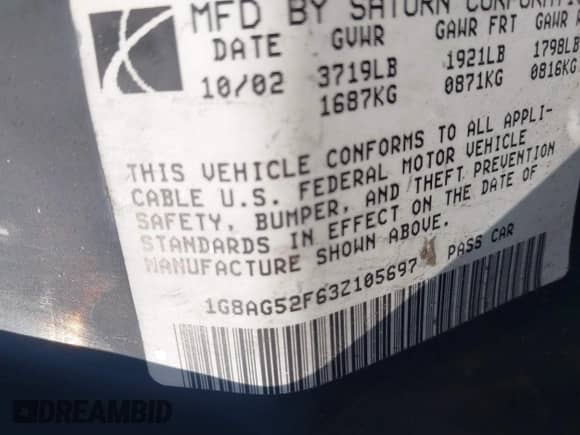 MFD BY SATURN CORPORATION
DATE GVWR GAWR FRT GAWR
10/02 3719LB 1921LB 1798LB
1687KG 0871KG 0816KG
THIS VEHICLE CONFORMS TO ALL APPLI-
CABLE U.S. FEDERAL MOTOR VEHICLE
SAFETY, BUMPER, AND THEFT PREVENTION
STANDARDS IN EFFECT ON THE DATE OF
MANUFACTURE SHOWN ABOVE.
1G8AG52F63Z105697 PASS CAR
DREAMBID